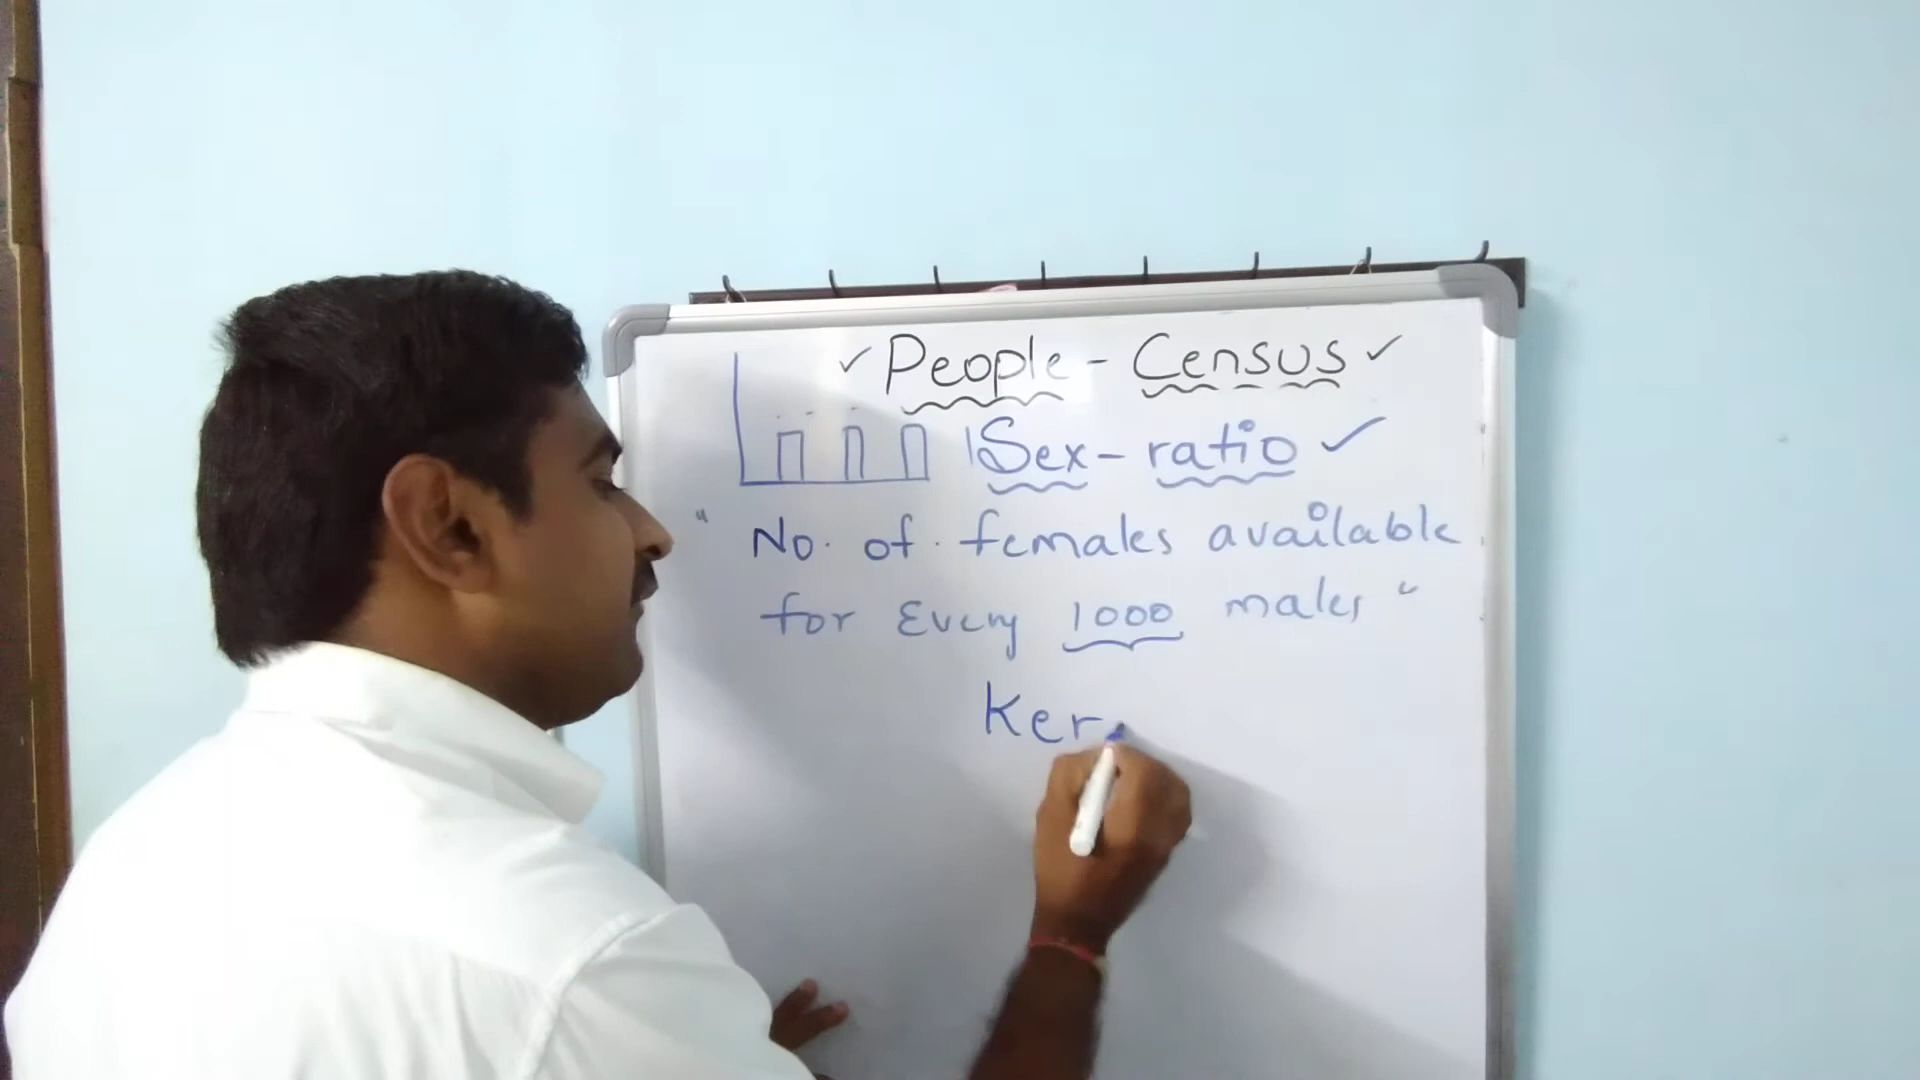 ✓ People - Census ✓
Sex - ratio ✓
" No. of. females available
for Every 1000 males "
Ker